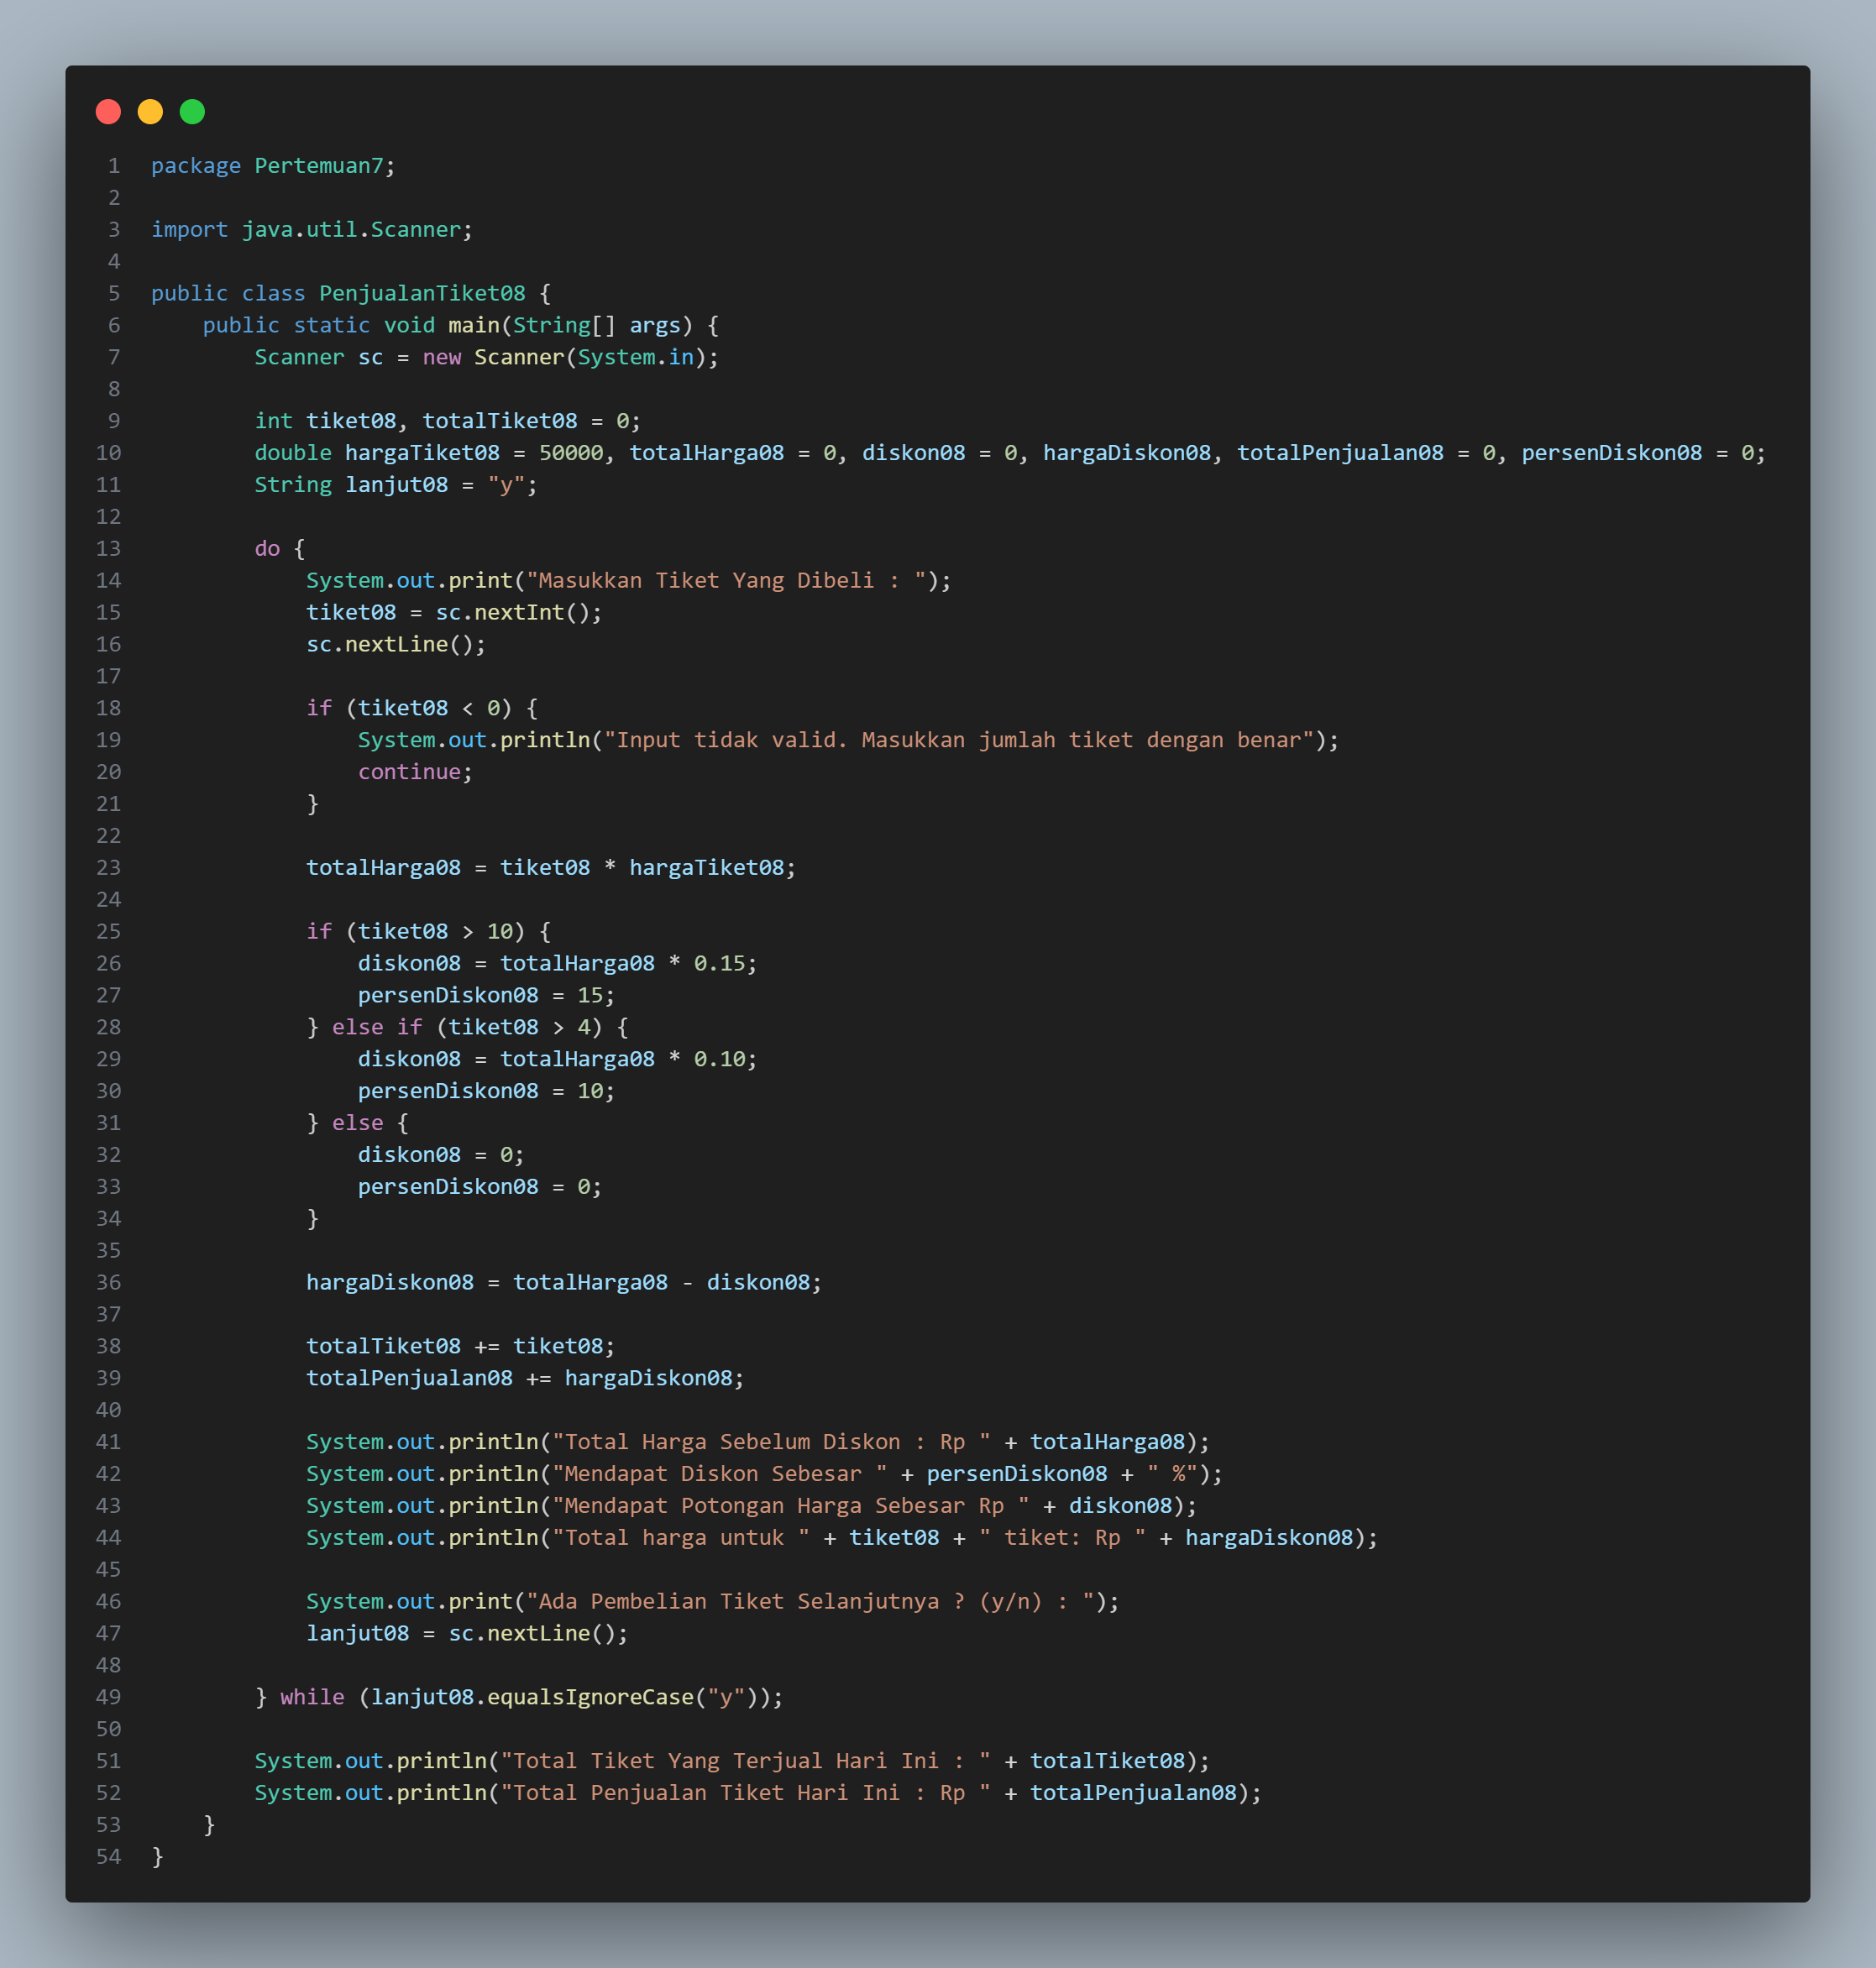 1 package Pertemuan7;
2
3 import java.util.Scanner;
4
5 public class PenjualanTiket08 {
6     public static void main(String[] args) {
7         Scanner sc = new Scanner(System.in);
8
9         int tiket08, totalTiket08 = 0;
10         double hargaTiket08 = 50000, totalHarga08 = 0, diskon08 = 0, hargaDiskon08, totalPenjualan08 = 0, persenDiskon08 = 0;
11         String lanjut08 = "y";
12
13         do {
14             System.out.print("Masukkan Tiket Yang Dibeli : ");
15             tiket08 = sc.nextInt();
16             sc.nextLine();
17
18             if (tiket08 < 0) {
19                 System.out.println("Input tidak valid. Masukkan jumlah tiket dengan benar");
20                 continue;
21             }
22
23             totalHarga08 = tiket08 * hargaTiket08;
24
25             if (tiket08 > 10) {
26                 diskon08 = totalHarga08 * 0.15;
27                 persenDiskon08 = 15;
28             } else if (tiket08 > 4) {
29                 diskon08 = totalHarga08 * 0.10;
30                 persenDiskon08 = 10;
31             } else {
32                 diskon08 = 0;
33                 persenDiskon08 = 0;
34             }
35
36             hargaDiskon08 = totalHarga08 - diskon08;
37
38             totalTiket08 += tiket08;
39             totalPenjualan08 += hargaDiskon08;
40
41             System.out.println("Total Harga Sebelum Diskon : Rp " + totalHarga08);
42             System.out.println("Mendapat Diskon Sebesar " + persenDiskon08 + " %");
43             System.out.println("Mendapat Potongan Harga Sebesar Rp " + diskon08);
44             System.out.println("Total harga untuk " + tiket08 + " tiket: Rp " + hargaDiskon08);
45
46             System.out.print("Ada Pembelian Tiket Selanjutnya ? (y/n) : ");
47             lanjut08 = sc.nextLine();
48
49         } while (lanjut08.equalsIgnoreCase("y"));
50
51         System.out.println("Total Tiket Yang Terjual Hari Ini : " + totalTiket08);
52         System.out.println("Total Penjualan Tiket Hari Ini : Rp " + totalPenjualan08);
53     }
54 }